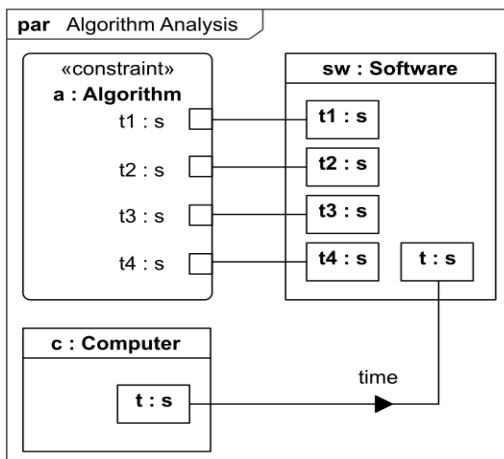 par Algorithm Analysis
«constraint»
a : Algorithm
t1 : s
t2 : s
t3 : s
t4 : s
sw : Software
t1 : s
t2 : s
t3 : s
t4 : s
t : s
c : Computer
t : s
time